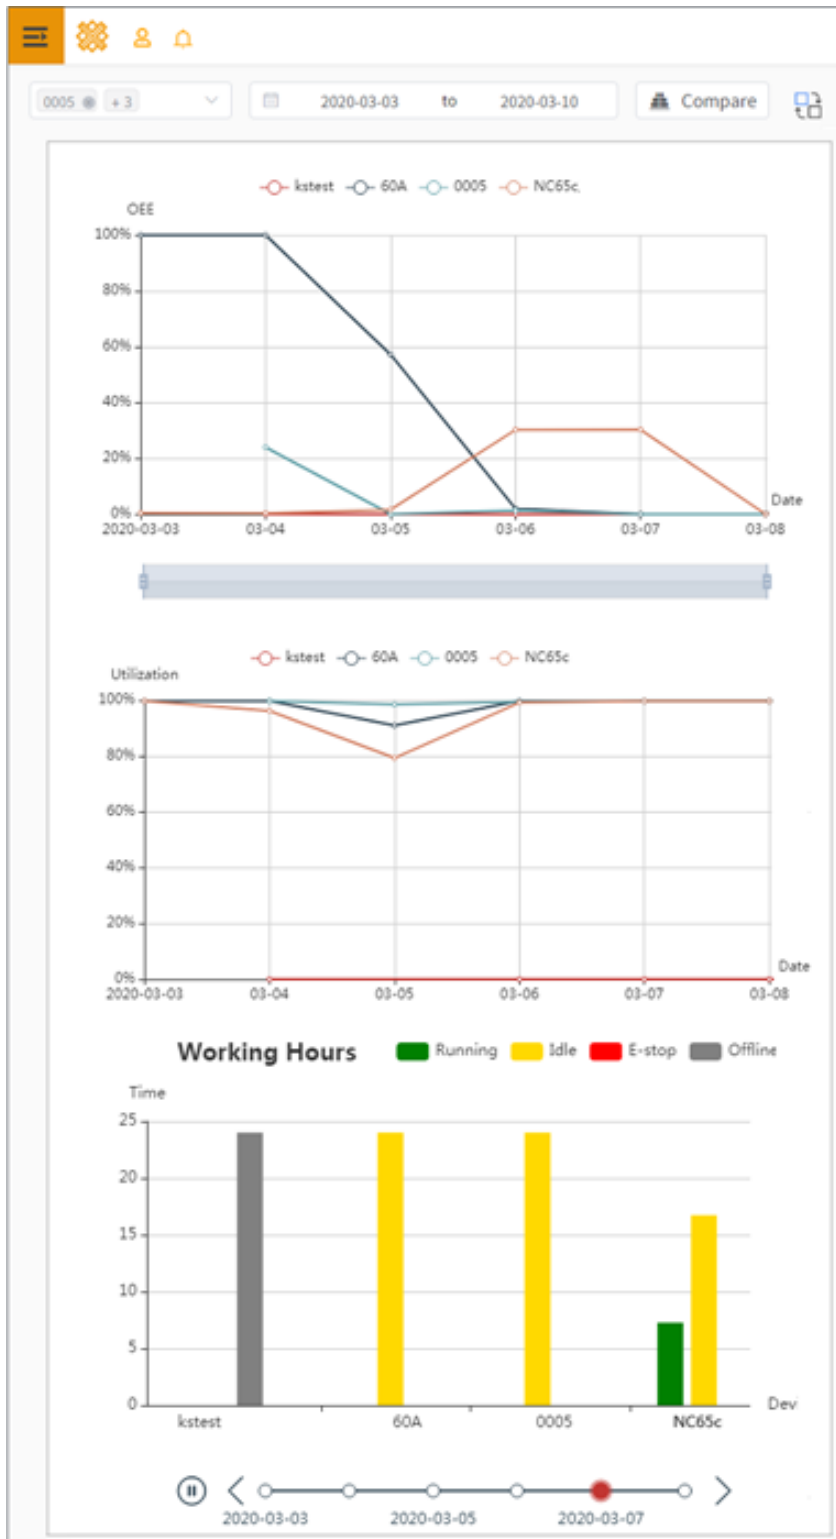 0005 + 3 2020-03-03 to 2020-03-10 Compare
kstest 60A 0005 NC65c
OEE
100%
80%
60%
40%
20%
0%
Date
2020-03-03 03-04 03-05 03-06 03-07 03-08
kstest 60A 0005 NC65c
Utilization
100%
80%
60%
40%
20%
0%
Date
2020-03-03 03-04 03-05 03-06 03-07 03-08
Working Hours Running Idle E-stop Offline
Time
25
20
15
10
5
0
Devi
kstest 60A 0005 NC65c
2020-03-03 2020-03-05 2020-03-07